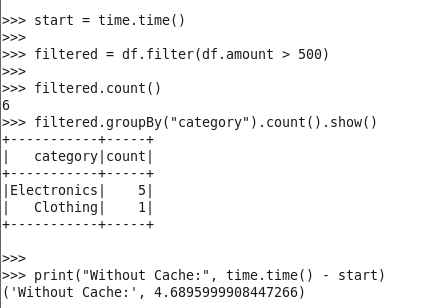 >>> start = time.time()
>>>
>>> filtered = df.filter(df.amount > 500)
>>>
>>> filtered.count()
6
>>> filtered.groupBy("category").count().show()
+-----------+-----+
|   category|count|
+-----------+-----+
|Electronics|    5|
|   Clothing|    1|
+-----------+-----+

>>>
>>> print("Without Cache:", time.time() - start)
('Without Cache:', 4.6895999908447266)